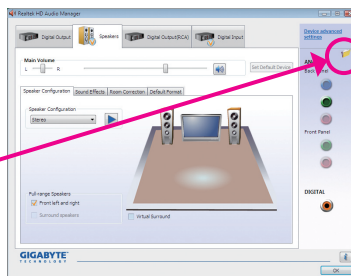 Realtek HD Audio Manager
Digital Output
Speakers
Digital Output(RCA)
Digital Input
Device advanced
settings
Main Volume
L
R
Set Default Device
Back Panel
Speaker Configuration
Sound Effects
Room Correction
Default Format
Speaker Configuration
Stereo
Front Panel
Full-range Speakers
Front left and right
Surround speakers
Virtual Surround
DIGITAL
GIGABYTE
TECHNOLOGY
i
OK